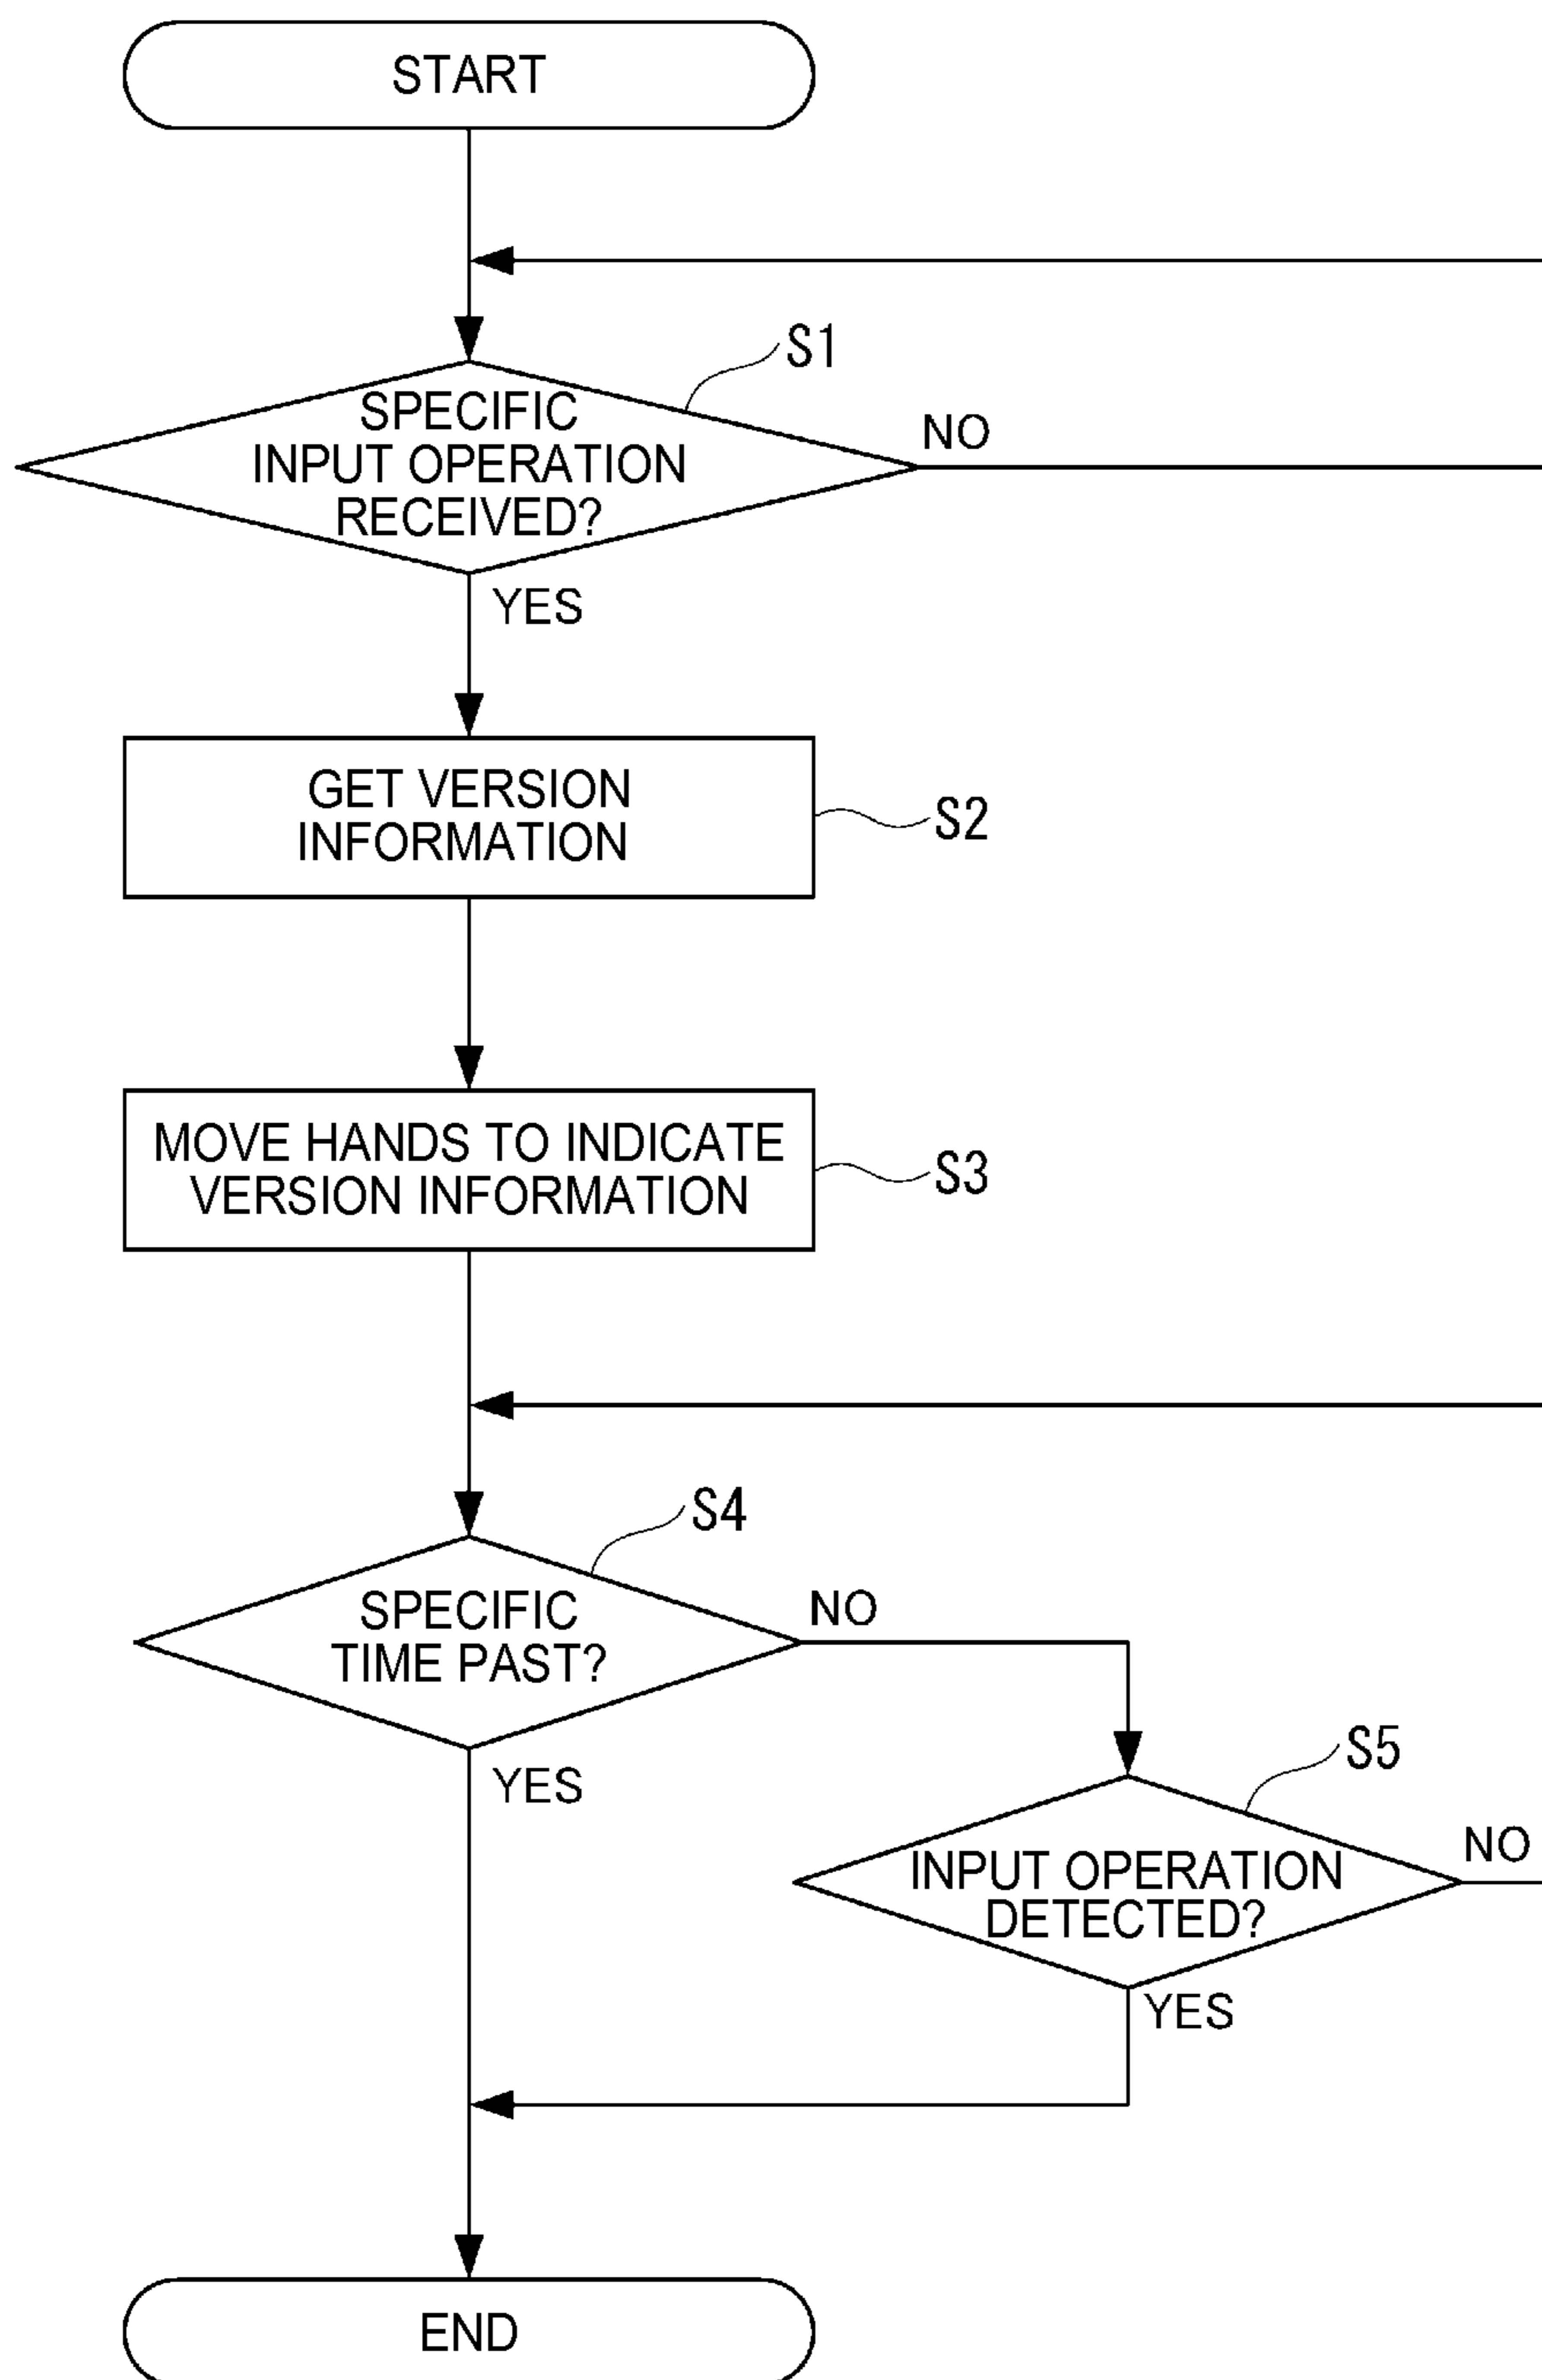 START
S1
SPECIFIC
INPUT OPERATION
RECEIVED?
NO
YES
GET VERSION
INFORMATION
S2
MOVE HANDS TO INDICATE
VERSION INFORMATION
S3
S4
SPECIFIC
TIME PAST?
NO
YES
S5
INPUT OPERATION
DETECTED?
NO
YES
END